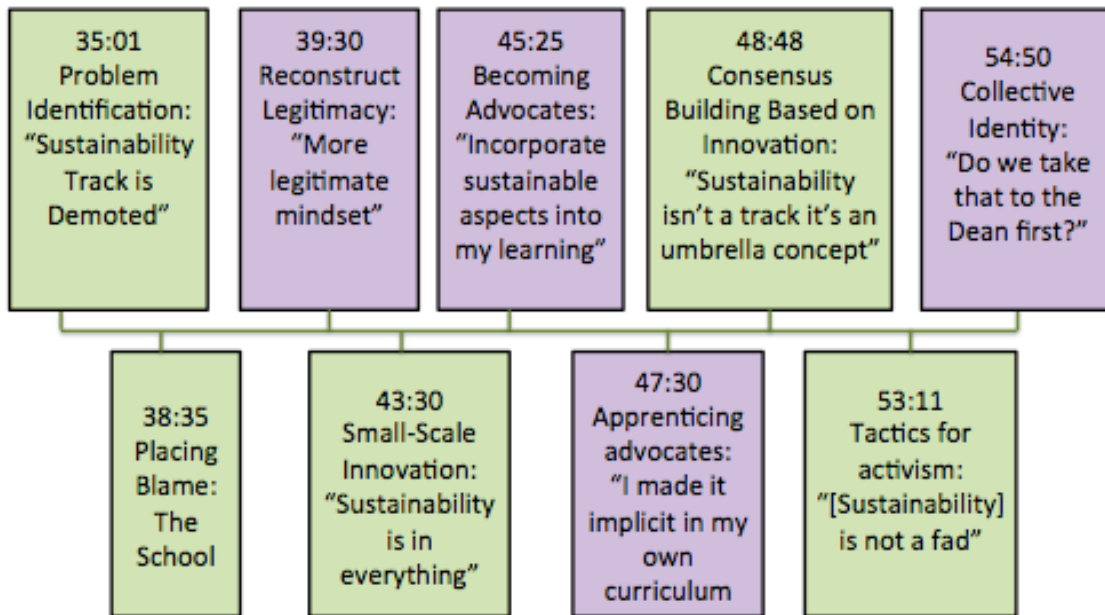 35:01
Problem
Identification:
“Sustainability
Track is
Demoted”
39:30
Reconstruct
Legitimacy:
“More
legitimate
mindset”
45:25
Becoming
Advocates:
“Incorporate
sustainable
aspects into
my learning”
48:48
Consensus
Building Based on
Innovation:
“Sustainability
isn’t a track it’s an
umbrella concept”
54:50
Collective
Identity:
“Do we take
that to the
Dean first?”
38:35
Placing
Blame:
The
School
43:30
Small-Scale
Innovation:
“Sustainability
is in
everything”
47:30
Apprenticing
advocates:
“I made it
implicit in my
own
curriculum
53:11
Tactics for
activism:
“[Sustainability]
is not a fad”